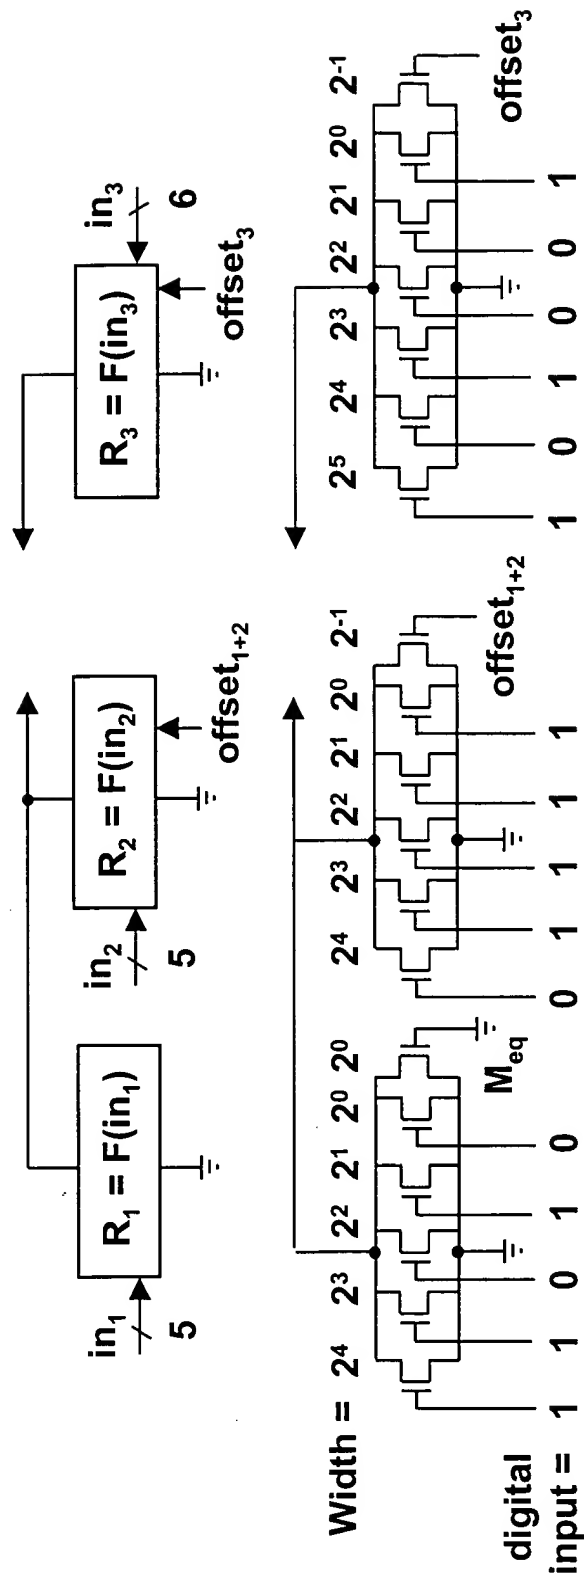 in₁
5
R₁ = F(in₁)
in₂
5
R₂ = F(in₂)
offset₁₊₂
R₃ = F(in₃)
in₃
6
offset₃
Width = 2⁴ 2³ 2² 2¹ 2⁰ 2⁰ 2⁴ 2³ 2² 2¹ 2⁰ 2⁻¹ 2⁵ 2⁴ 2³ 2² 2¹ 2⁰ 2⁻¹
Mₑq
offset₁₊₂
offset₃
digital
input = 1 1 0 1 0 0 1 1 1 1 1 0 1 0 0 1